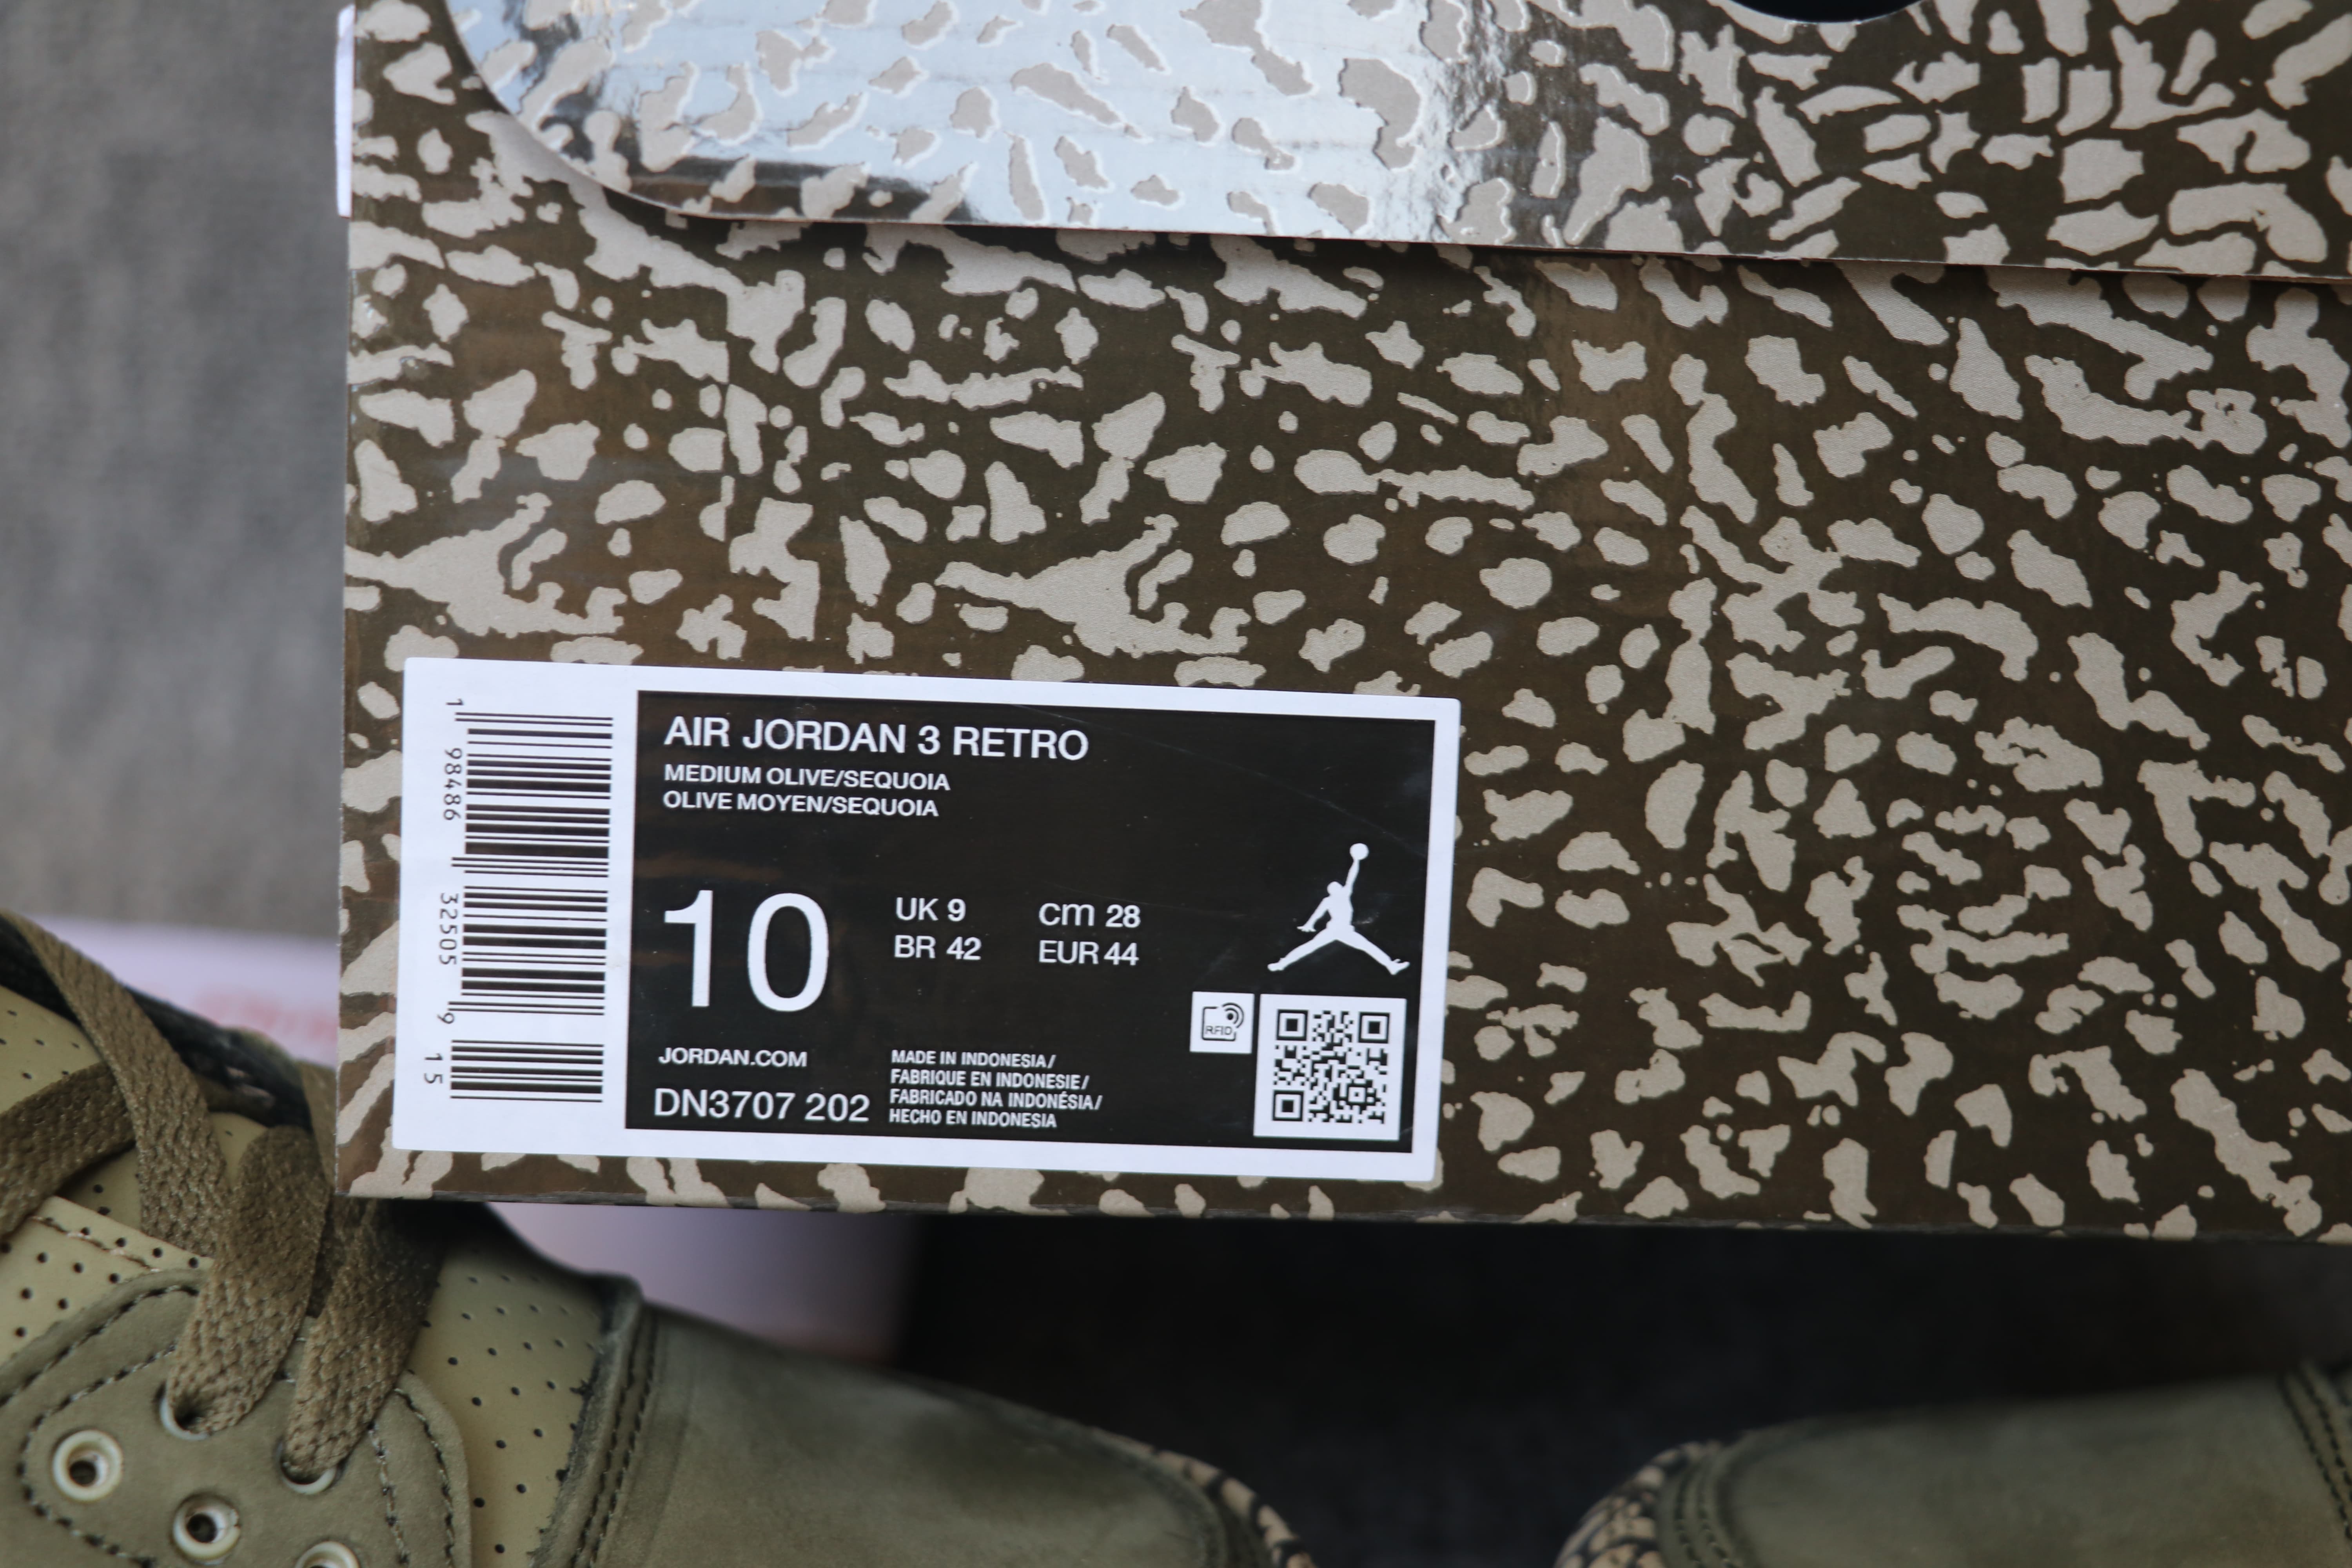 AIR JORDAN 3 RETRO
MEDIUM OLIVE/SEQUOIA
OLIVE MOYEN/SEQUOIA
10
UK 9
cm 28
BR 42
EUR 44
JORDAN.COM
DN3707 202
MADE IN INDONESIA/
FABRIQUE EN INDONESIE/
FABRICADO NA INDONÉSIA/
HECHO EN INDONESIA
RFID
1 98486 32505 9 15